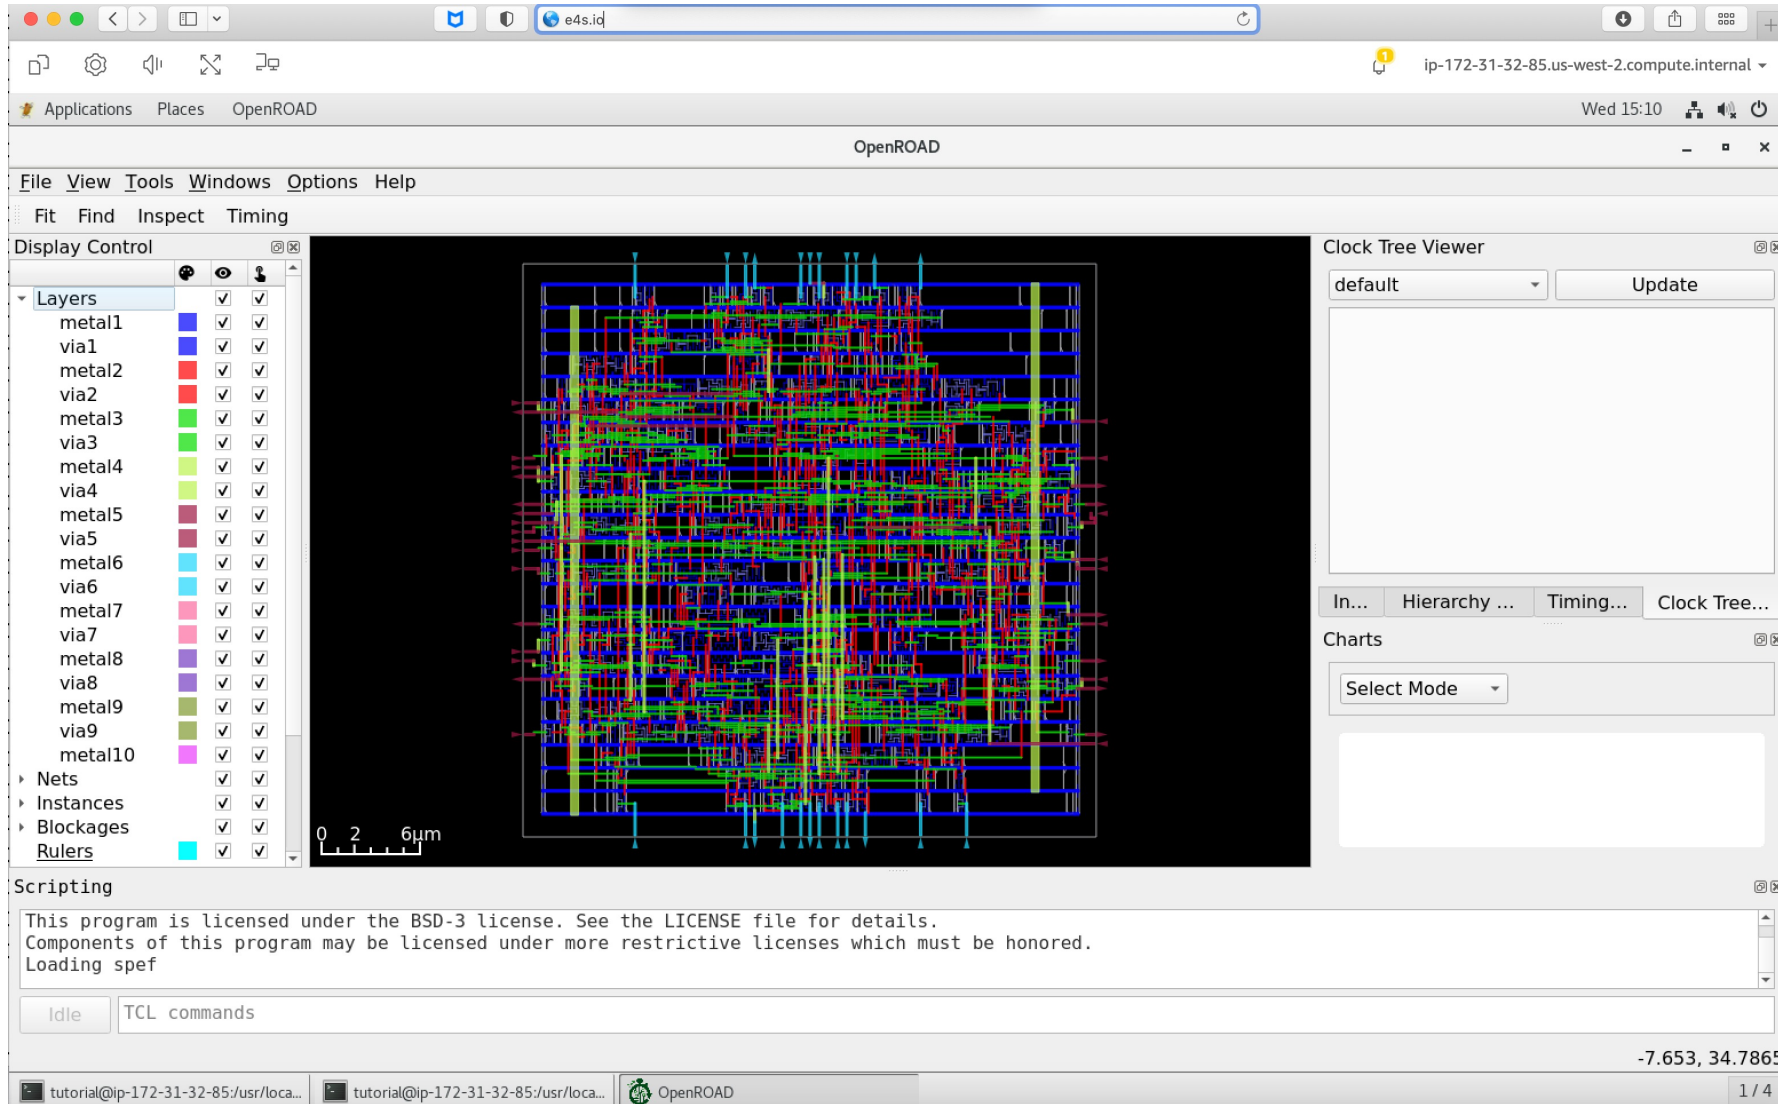 e4s.io
1
ip-172-31-32-85.us-west-2.compute.internal
Applications Places OpenROAD Wed 15:10
OpenROAD
File View Tools Windows Options Help
Fit Find Inspect Timing
Display Control
Layers
metal1
via1
metal2
via2
metal3
via3
metal4
via4
metal5
via5
metal6
via6
metal7
via7
metal8
via8
metal9
via9
metal10
Nets
Instances
Blockages
Rulers
0 2 6µm
Clock Tree Viewer
default Update
In... Hierarchy ... Timing... Clock Tree...
Charts
Select Mode
Scripting
This program is licensed under the BSD-3 license. See the LICENSE file for details.
Components of this program may be licensed under more restrictive licenses which must be honored.
Loading spef
Idle TCL commands
-7.653, 34.7865
tutorial@ip-172-31-32-85:/usr/loca... tutorial@ip-172-31-32-85:/usr/loca... OpenROAD 1 / 4